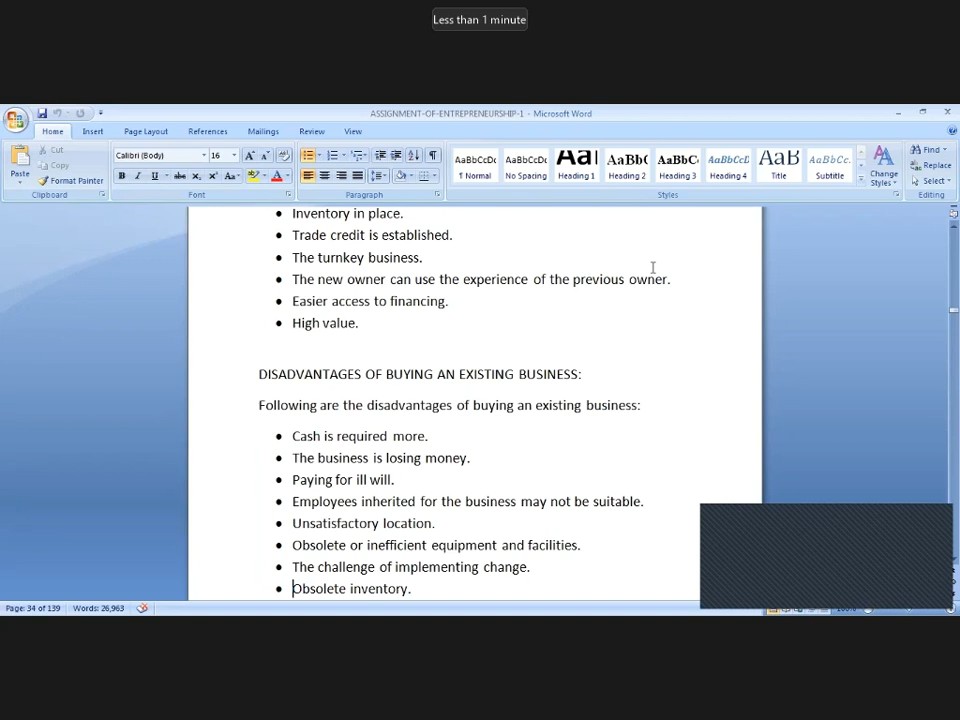 Less than 1 minute
ASSIGNMENT-OF-ENTREPRENEURSHIP-1 - Microsoft Word
Home Insert Page Layout References Mailings Review View
Paste
Cut
Copy
Format Painter
Clipboard
Calibri (Body) 16
Font
Paragraph
AaBbCcDc AaBbCcDc AaI AaBb( AaBbC AaBbCcD AaB AaBbCc.
¶ Normal No Spacing Heading 1 Heading 2 Heading 3 Heading 4 Title Subtitle
Change
Styles
Styles
Find
Replace
Select
Editing
• Inventory in place.
• Trade credit is established.
• The turnkey business.
• The new owner can use the experience of the previous owner.
• Easier access to financing.
• High value.
DISADVANTAGES OF BUYING AN EXISTING BUSINESS:
Following are the disadvantages of buying an existing business:
• Cash is required more.
• The business is losing money.
• Paying for ill will.
• Employees inherited for the business may not be suitable.
• Unsatisfactory location.
• Obsolete or inefficient equipment and facilities.
• The challenge of implementing change.
• Obsolete inventory.
Page: 34 of 139 Words: 26,963